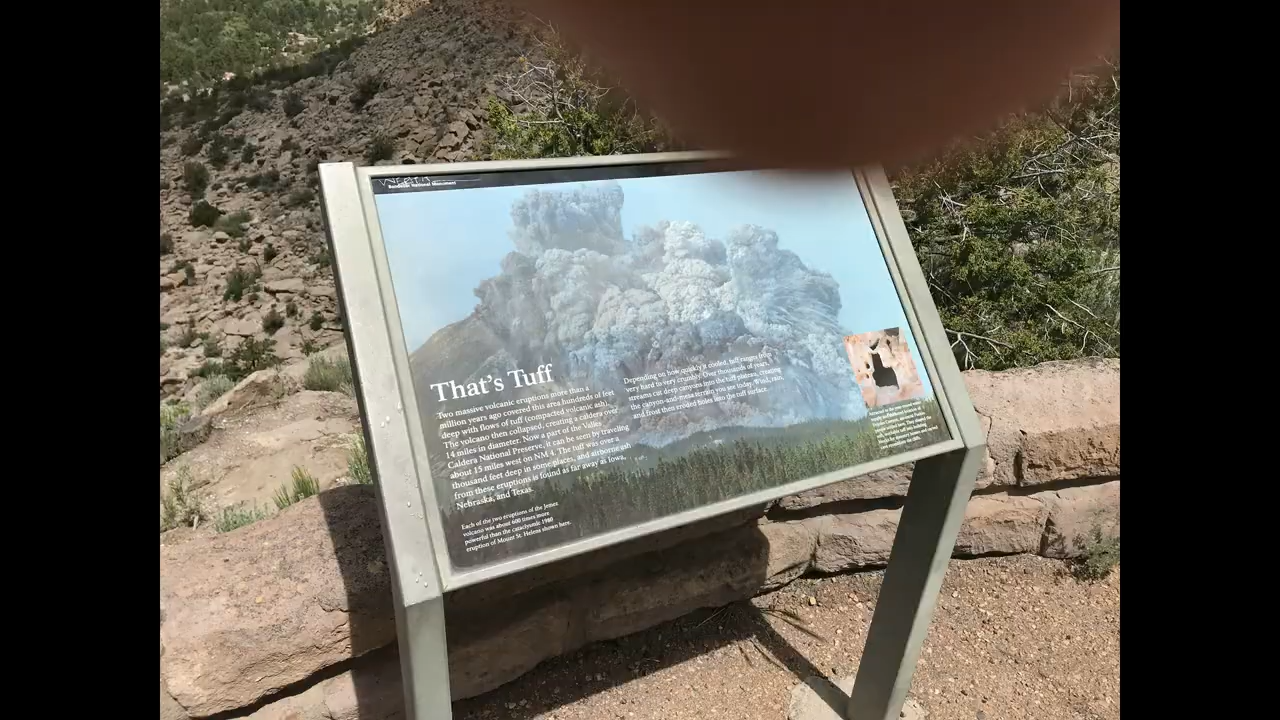 Bandelier National Monument
That's Tuff
Two massive volcanic eruptions more than a
million years ago covered this area hundreds of feet
deep with flows of tuff (compacted volcanic ash).
The volcano then collapsed, creating a caldera over
14 miles in diameter. Now a part of the Valles
Caldera National Preserve, it can be seen by traveling
about 15 miles west on NM 4. The tuff was over a
thousand feet deep in some places, and airborne ash
from these eruptions is found as far away as Iowa,
Nebraska, and Texas.
Depending on how quickly it cooled, tuff ranges from
very hard to very crumbly. Over thousands of years,
streams cut deep canyons into the tuff plateau, creating
the canyon-and-mesa terrain you see today. Wind, rain,
and frost then eroded holes into the tuff surface.
Each of the two eruptions of the Jemez
volcano was about 600 times more
powerful than the cataclysmic 1980
eruption of Mount St. Helens shown here.